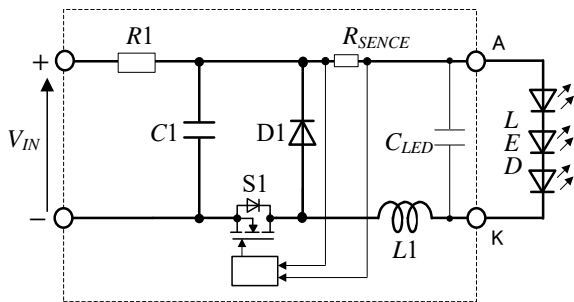 R1
R_SENCE
A
+
V_IN
C1
D1
C_LED
L
E
D
S1
−
L1
K